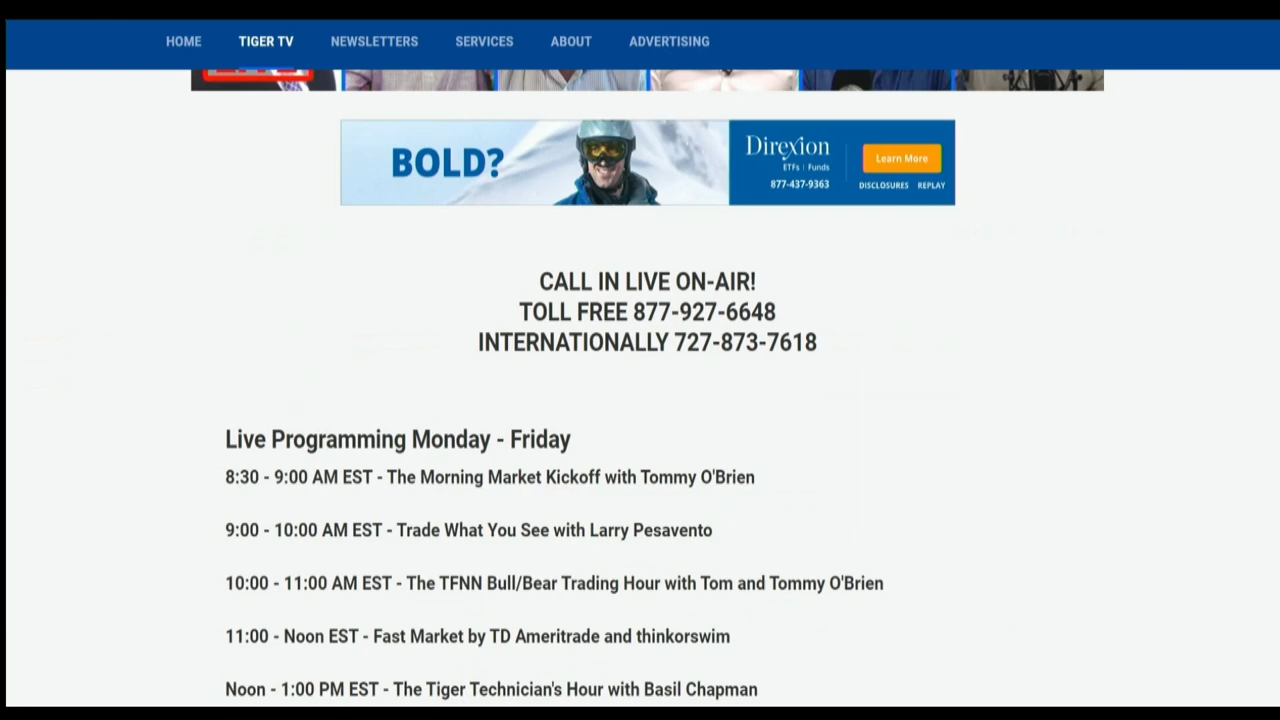 HOME TIGER TV NEWSLETTERS SERVICES ABOUT ADVERTISING
BOLD?
Direxion
ETFs | Funds
877-437-9363
Learn More
DISCLOSURES REPLAY
CALL IN LIVE ON-AIR!
TOLL FREE 877-927-6648
INTERNATIONALLY 727-873-7618
Live Programming Monday - Friday
8:30 - 9:00 AM EST - The Morning Market Kickoff with Tommy O'Brien
9:00 - 10:00 AM EST - Trade What You See with Larry Pesavento
10:00 - 11:00 AM EST - The TFNN Bull/Bear Trading Hour with Tom and Tommy O'Brien
11:00 - Noon EST - Fast Market by TD Ameritrade and thinkorswim
Noon - 1:00 PM EST - The Tiger Technician's Hour with Basil Chapman